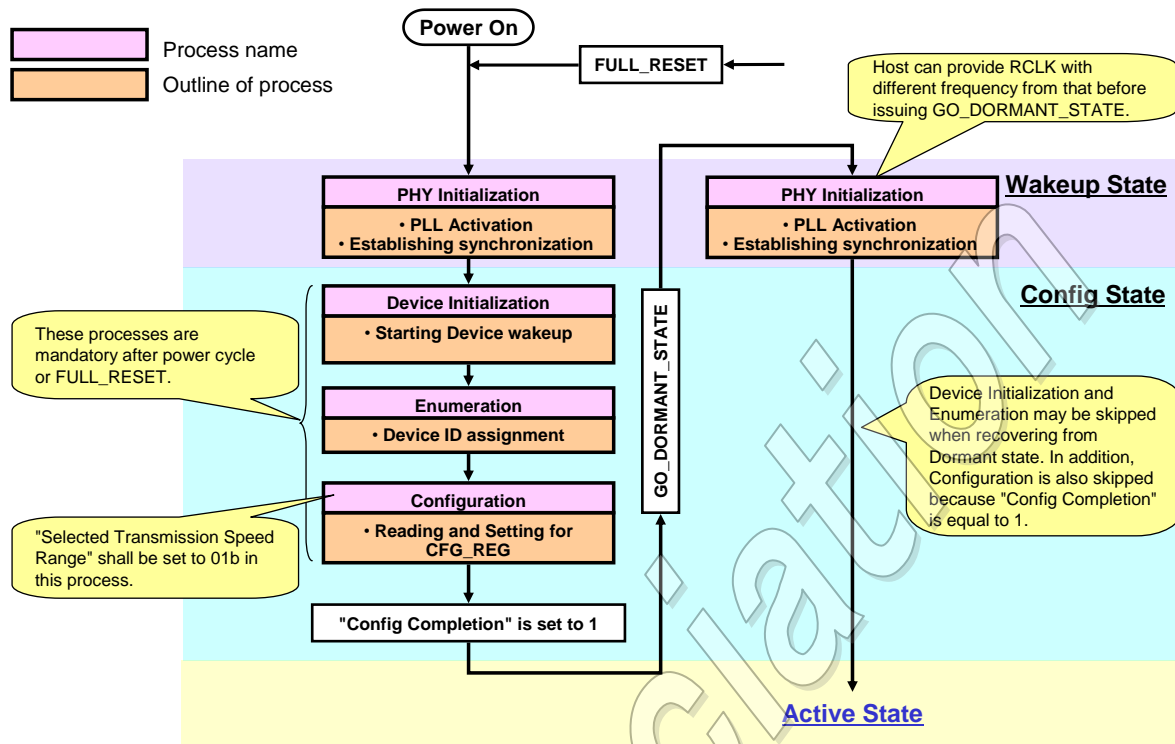 Power On
Process name
Outline of process
FULL_RESET
Host can provide RCLK with
different frequency from that before
issuing GO_DORMANT_STATE.
Wakeup State
PHY Initialization
• PLL Activation
• Establishing synchronization
PHY Initialization
• PLL Activation
• Establishing synchronization
Config State
Device Initialization
• Starting Device wakeup
These processes are
mandatory after power cycle
or FULL_RESET.
Enumeration
• Device ID assignment
GO_DORMANT_STATE
Device Initialization and
Enumeration may be skipped
when recovering from
Dormant state. In addition,
Configuration is also skipped
because "Config Completion"
is equal to 1.
Configuration
• Reading and Setting for
CFG_REG
"Selected Transmission Speed
Range" shall be set to 01b in
this process.
"Config Completion" is set to 1
Active State
ciation